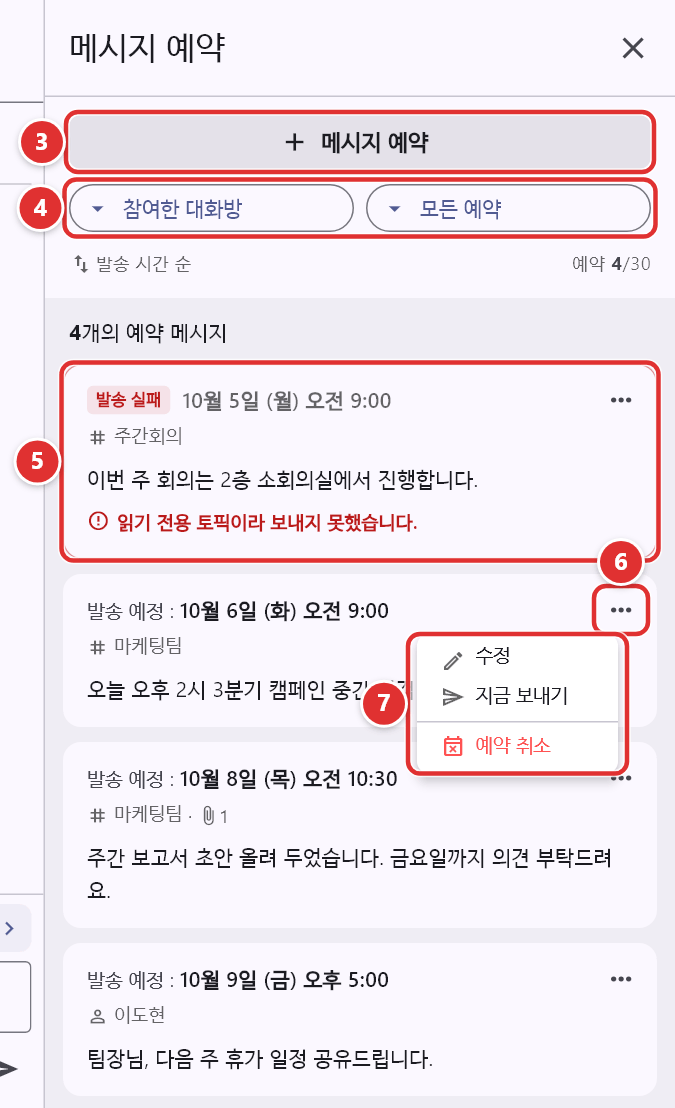 메시지 예약
3
+ 메시지 예약
4
참여한 대화방
모든 예약
발송 시간 순
예약 4/30
4개의 예약 메시지
5
발송 실패 10월 5일 (월) 오전 9:00
# 주간회의
이번 주 회의는 2층 소회의실에서 진행합니다.
읽기 전용 토픽이라 보내지 못했습니다.
6
발송 예정 : 10월 6일 (화) 오전 9:00
# 마케팅팀
오늘 오후 2시 3분기 캠페인 중간
7
수정
지금 보내기
예약 취소
발송 예정 : 10월 8일 (목) 오전 10:30
# 마케팅팀 · 1
주간 보고서 초안 올려 두었습니다. 금요일까지 의견 부탁드려
요.
발송 예정 : 10월 9일 (금) 오후 5:00
이도현
팀장님, 다음 주 휴가 일정 공유드립니다.